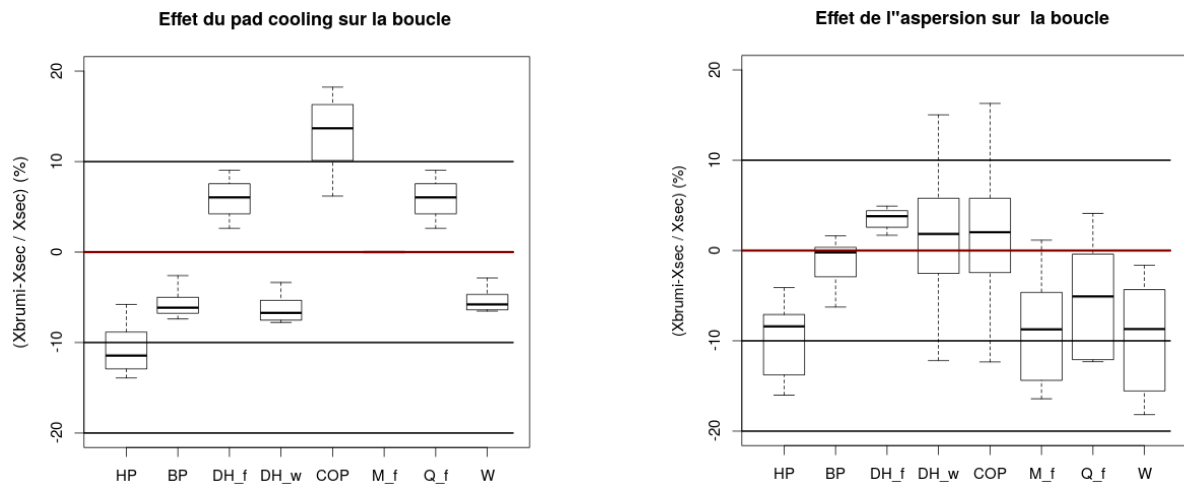 Effet du pad cooling sur la boucle
(Xbrumi-Xsec / Xsec) (%)
20
10
0
-10
-20
HP BP DH_f DH_w COP M_f Q_f W
Effet de l"aspersion sur la boucle
(Xbrumi-Xsec / Xsec) (%)
20
10
0
-10
-20
HP BP DH_f DH_w COP M_f Q_f W